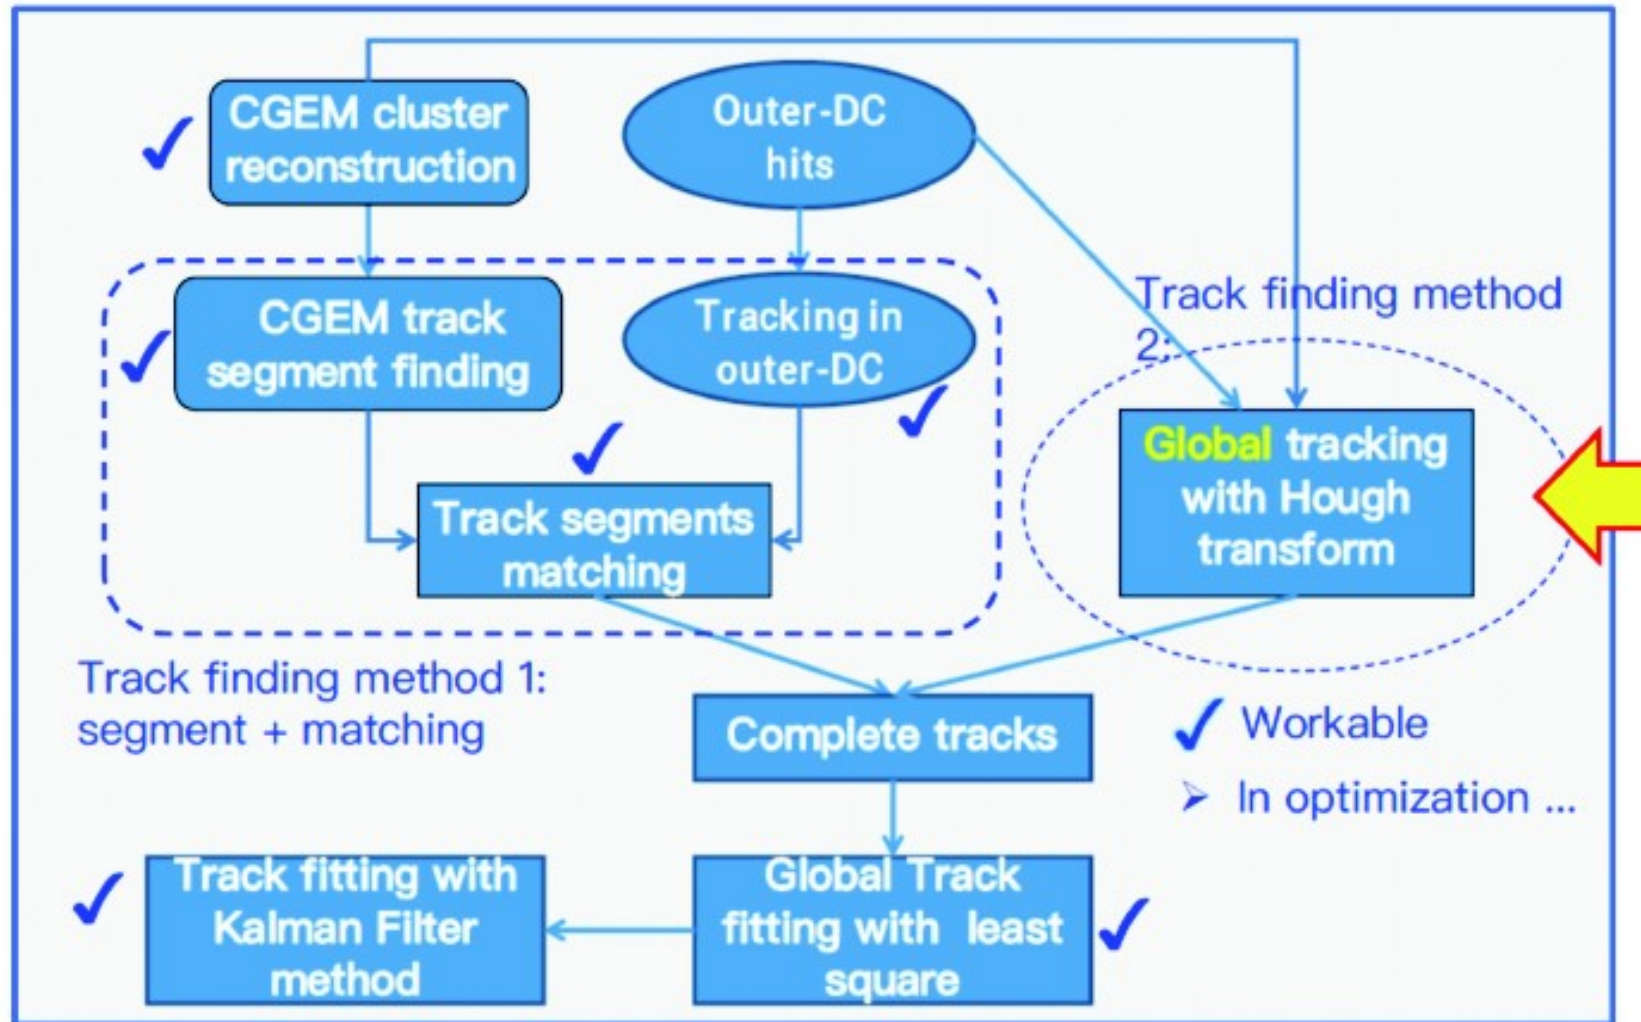 CGEM cluster
reconstruction
Outer-DC
hits
CGEM track
segment finding
Tracking in
outer-DC
Track finding method
2:
Global tracking
with Hough
transform
Track segments
matching
Track finding method 1:
segment + matching
Complete tracks
Workable
In optimization ...
Track fitting with
Kalman Filter
method
Global Track
fitting with least
square